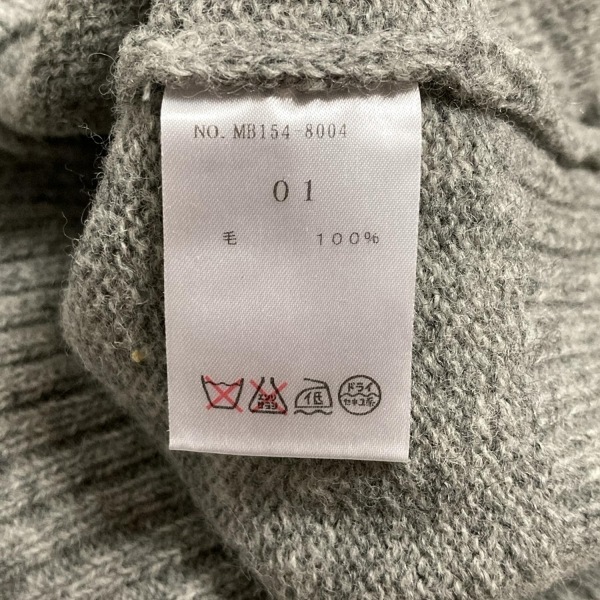 NO. MB154-8004
01
毛 100%
エンソ
サラシ
低
ドライ
セキユ系